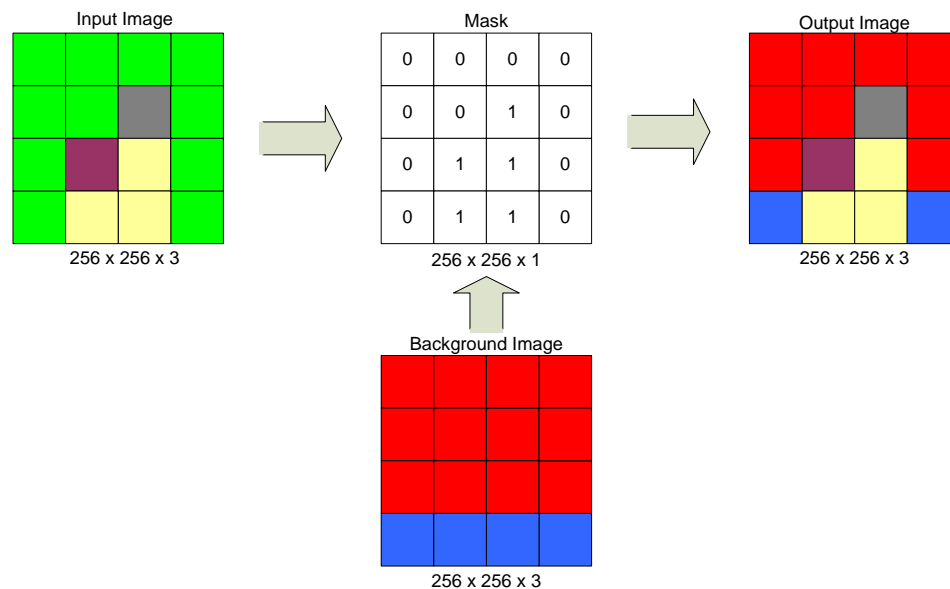 Input Image
Mask
Output Image
0 0 0 0
0 0 1 0
0 1 1 0
0 1 1 0
256 x 256 x 3
256 x 256 x 1
256 x 256 x 3
Background Image
256 x 256 x 3